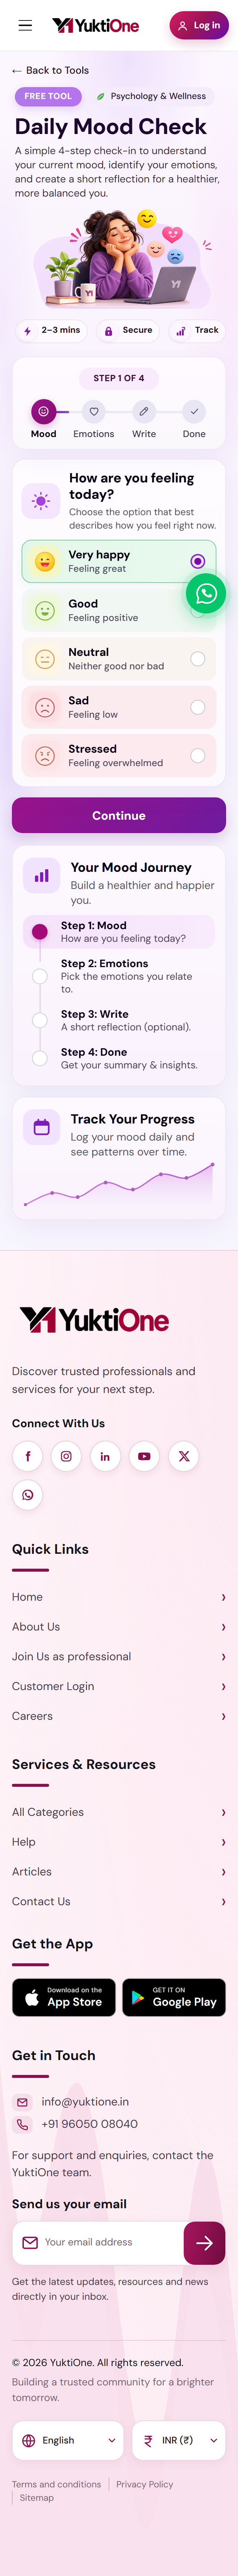 YuktiOne
Log in
← Back to Tools
FREE TOOL
Psychology & Wellness
Daily Mood Check
A simple 4-step check-in to understand
your current mood, identify your emotions,
and create a short reflection for a healthier,
more balanced you.
2–3 mins
Secure
Track
STEP 1 OF 4
Mood
Emotions
Write
Done
How are you feeling
today?
Choose the option that best
describes how you feel right now.
Very happy
Feeling great
Good
Feeling positive
Neutral
Neither good nor bad
Sad
Feeling low
Stressed
Feeling overwhelmed
Continue
Your Mood Journey
Build a healthier and happier
you.
Step 1: Mood
How are you feeling today?
Step 2: Emotions
Pick the emotions you relate
to.
Step 3: Write
A short reflection (optional).
Step 4: Done
Get your summary & insights.
Track Your Progress
Log your mood daily and
see patterns over time.
YuktiOne
Discover trusted professionals and
services for your next step.
Connect With Us
Quick Links
Home
About Us
Join Us as professional
Customer Login
Careers
Services & Resources
All Categories
Help
Articles
Contact Us
Get the App
Download on the
App Store
GET IT ON
Google Play
Get in Touch
info@yuktione.in
+91 96050 08040
For support and enquiries, contact the
YuktiOne team.
Send us your email
Your email address
Get the latest updates, resources and news
directly in your inbox.
© 2026 YuktiOne. All rights reserved.
Building a trusted community for a brighter
tomorrow.
English
₹ INR (₹)
Terms and conditions
Privacy Policy
Sitemap